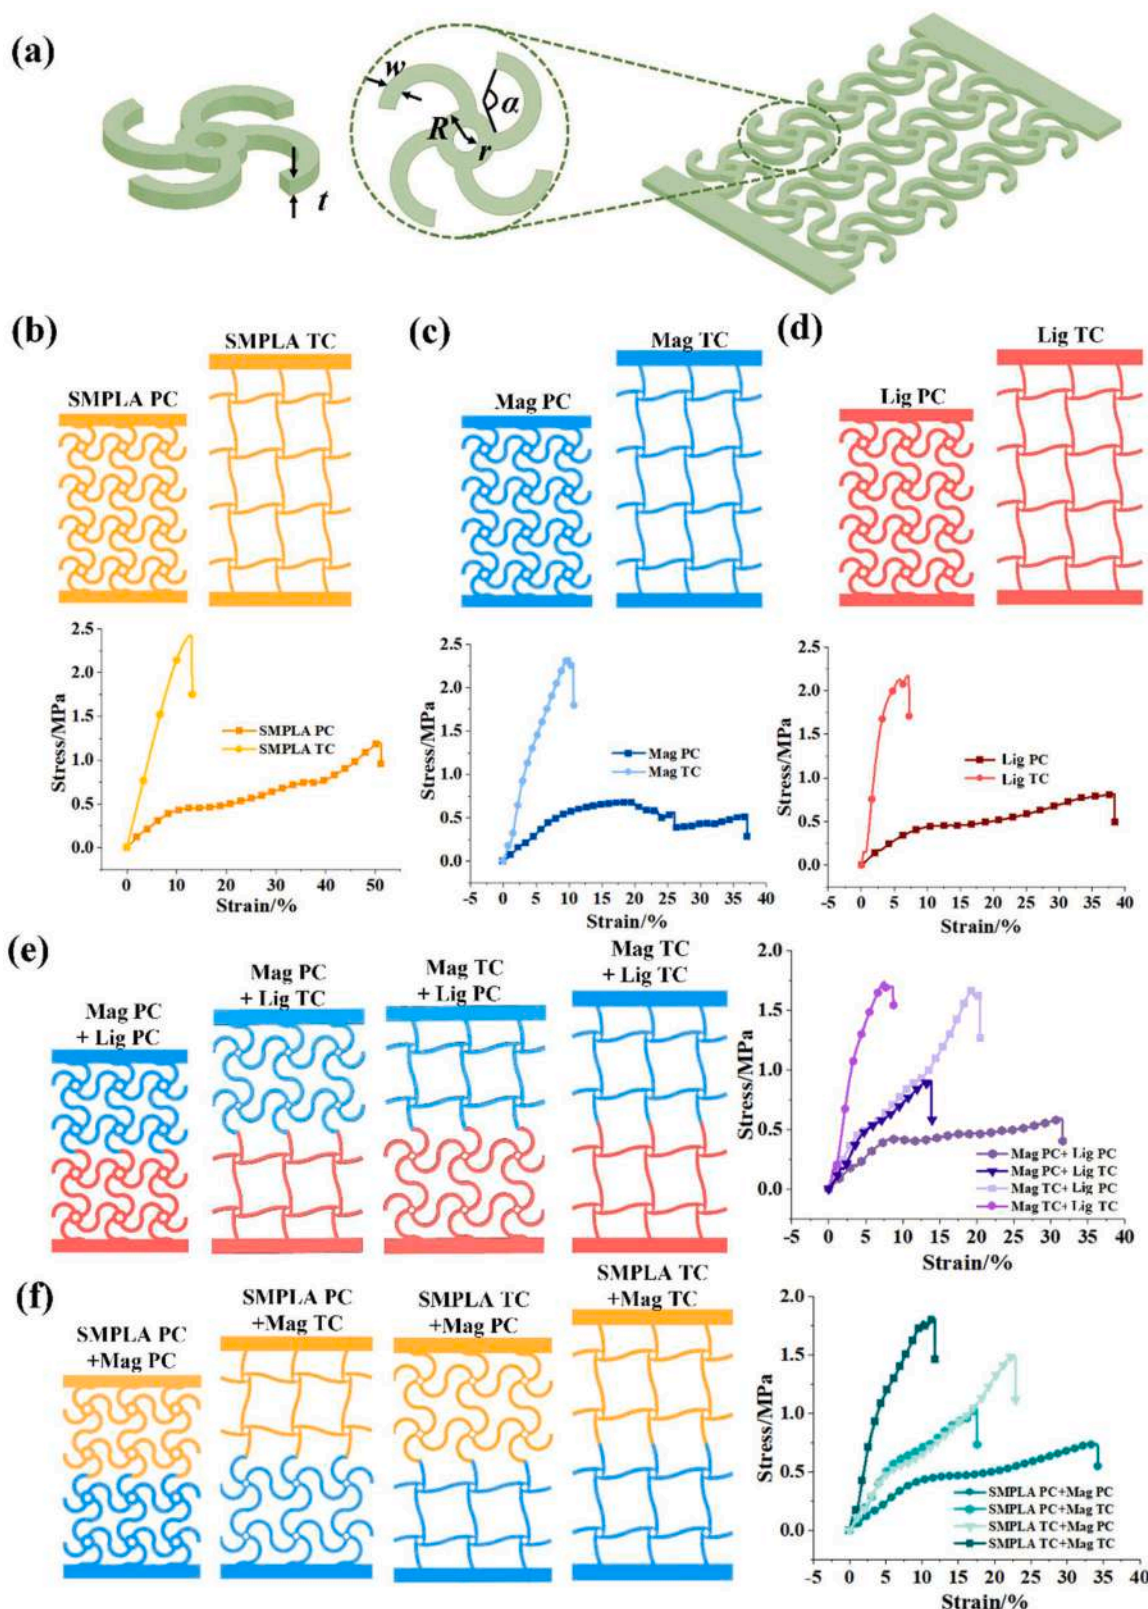 (a)
w
α
R
r
t
(b)
SMPLA TC
SMPLA PC
(c)
Mag TC
Mag PC
(d)
Lig TC
Lig PC
Stress/MPa
2.5
2.0
1.5
1.0
0.5
0.0
SMPLA PC
SMPLA TC
0 10 20 30 40 50
Strain/%
Stress/MPa
2.5
2.0
1.5
1.0
0.5
0.0
Mag PC
Mag TC
-5 0 5 10 15 20 25 30 35 40
Strain/%
Stress/MPa
2.5
2.0
1.5
1.0
0.5
0.0
Lig PC
Lig TC
-5 0 5 10 15 20 25 30 35 40
Strain/%
(e)
Mag PC
+ Lig PC
Mag PC
+ Lig TC
Mag TC
+ Lig PC
Mag TC
+ Lig TC
Stress/MPa
2.0
1.5
1.0
0.5
0.0
Mag PC+ Lig PC
Mag PC+ Lig TC
Mag TC+ Lig PC
Mag TC+ Lig TC
-5 0 5 10 15 20 25 30 35 40
Strain/%
(f)
SMPLA PC
+Mag PC
SMPLA PC
+Mag TC
SMPLA TC
+Mag PC
SMPLA TC
+Mag TC
Stress/MPa
2.0
1.5
1.0
0.5
0.0
SMPLA PC+Mag PC
SMPLA PC+Mag TC
SMPLA TC+Mag PC
SMPLA TC+Mag TC
-5 0 5 10 15 20 25 30 35 40
Strain/%